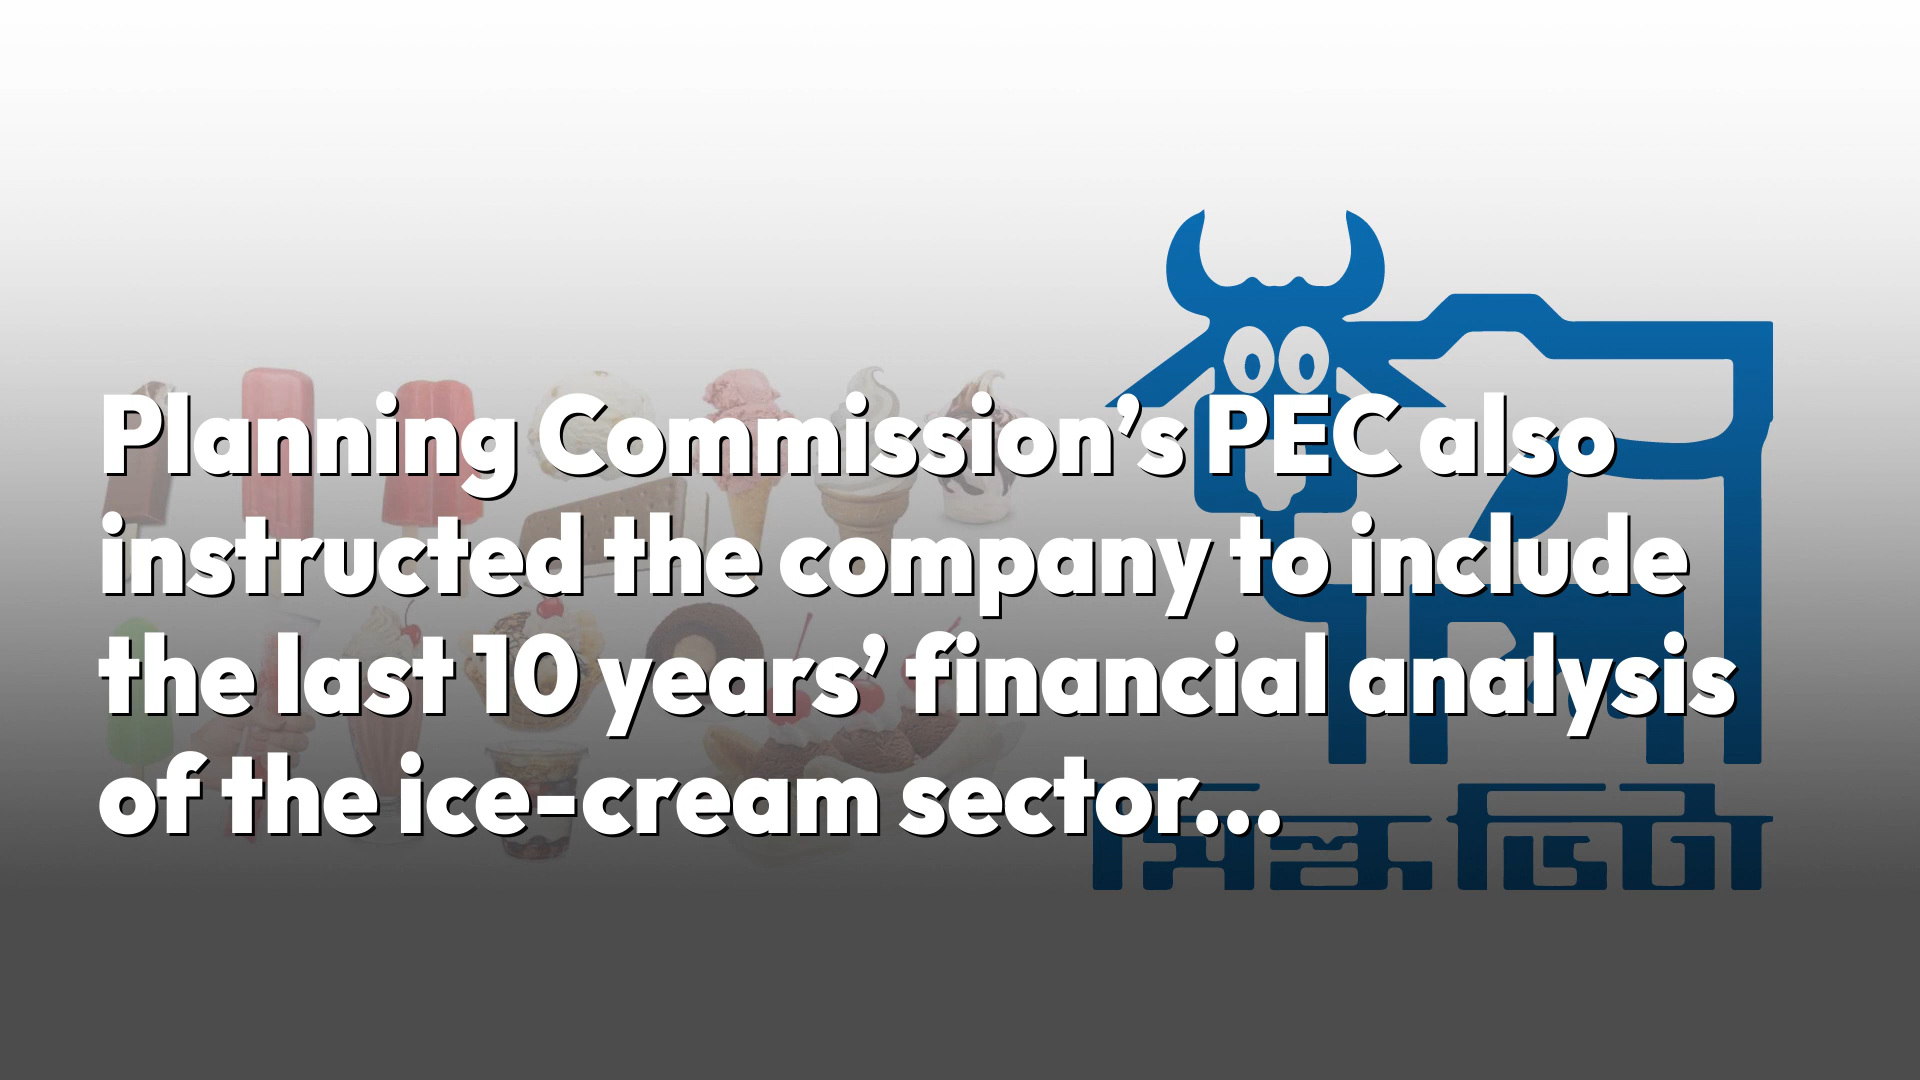 Planning Commission’s PEC also
instructed the company to include
the last 10 years’ financial analysis
of the ice-cream sector...
মিল্ক ভিটা